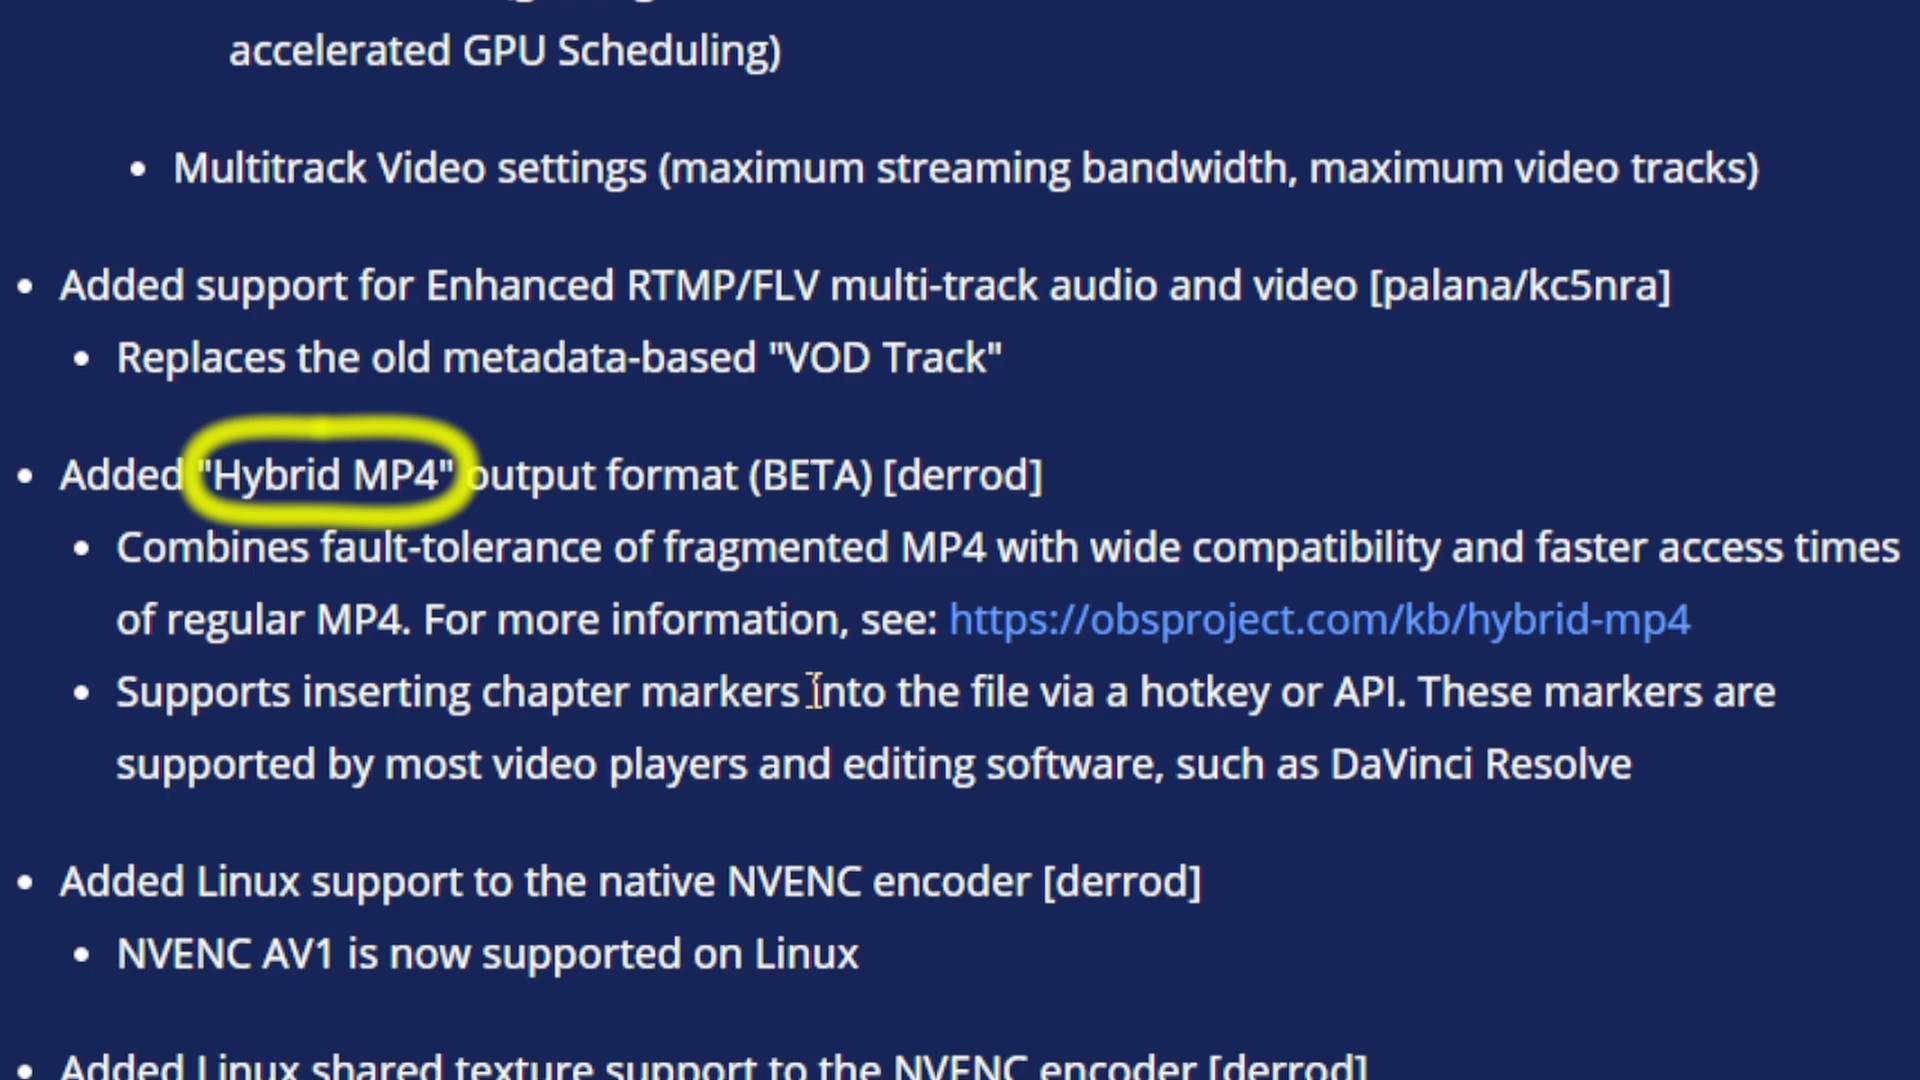 accelerated GPU Scheduling)
• Multitrack Video settings (maximum streaming bandwidth, maximum video tracks)
• Added support for Enhanced RTMP/FLV multi-track audio and video [palana/kc5nra]
• Replaces the old metadata-based "VOD Track"
• Added "Hybrid MP4" output format (BETA) [derrod]
• Combines fault-tolerance of fragmented MP4 with wide compatibility and faster access times
of regular MP4. For more information, see: https://obsproject.com/kb/hybrid-mp4
• Supports inserting chapter markers into the file via a hotkey or API. These markers are
supported by most video players and editing software, such as DaVinci Resolve
• Added Linux support to the native NVENC encoder [derrod]
• NVENC AV1 is now supported on Linux
• Added Linux shared texture support to the NVENC encoder [derrod]